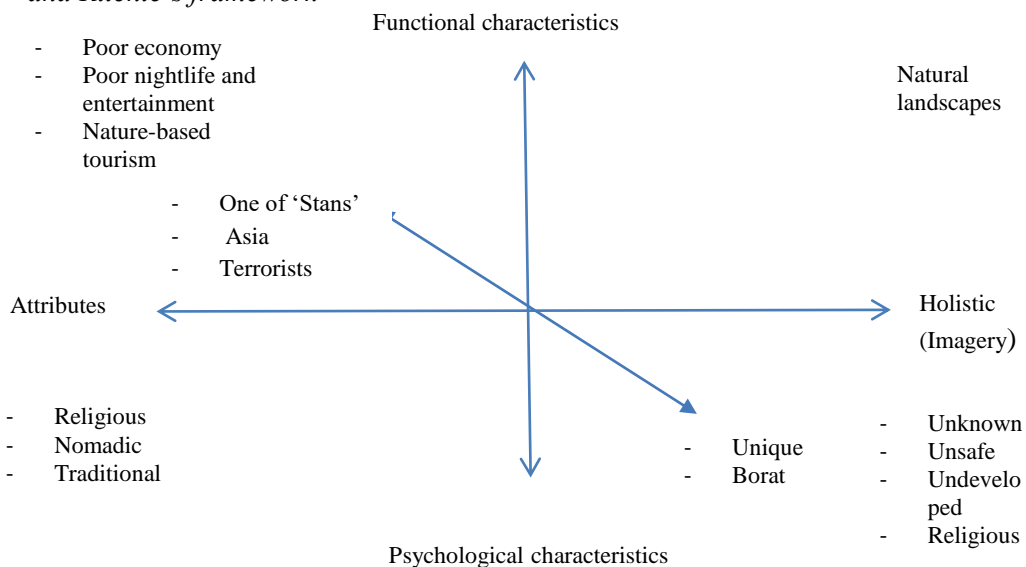 and Ritchie's framework
Functional characteristics
- Poor economy
- Poor nightlife and
entertainment
- Nature-based
tourism
Natural
landscapes
- One of ‘Stans’
- Asia
- Terrorists
Attributes
Holistic
(Imagery)
- Religious
- Nomadic
- Traditional
- Unique
- Borat
- Unknown
- Unsafe
- Undevelo
ped
- Religious
Psychological characteristics